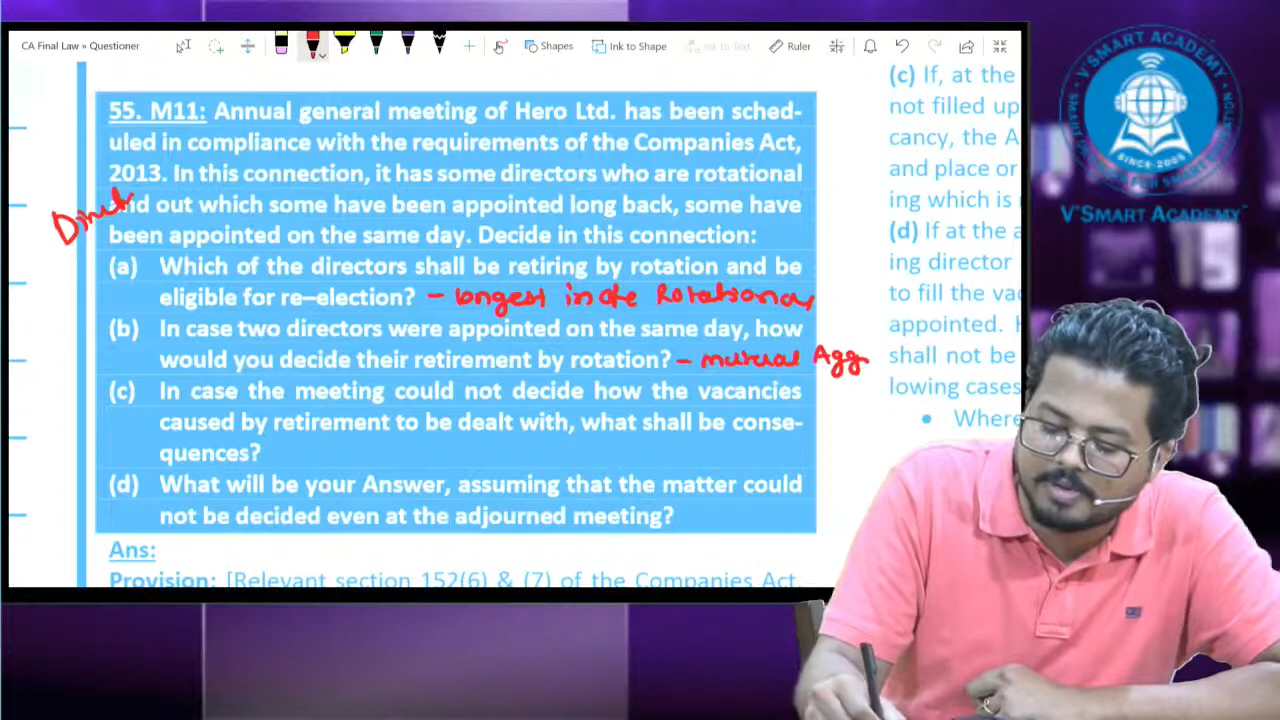 CA Final Law » Questioner
Shapes
Ink to Shape
Ink to Text
Ruler
55. M11: Annual general meeting of Hero Ltd. has been sched-
uled in compliance with the requirements of the Companies Act,
2013. In this connection, it has some directors who are rotational
and out which some have been appointed long back, some have
been appointed on the same day. Decide in this connection:
(a) Which of the directors shall be retiring by rotation and be
eligible for re–election? – longest in ofc Rotational
(b) In case two directors were appointed on the same day, how
would you decide their retirement by rotation? – mutual Agg
(c) In case the meeting could not decide how the vacancies
caused by retirement to be dealt with, what shall be conse-
quences?
(d) What will be your Answer, assuming that the matter could
not be decided even at the adjourned meeting?
Ans:
Provision: [Relevant section 152(6) & (7) of the Companies Act,
Direct
(c) If, at the
not filled up
cancy, the A
and place or
ing which is
(d) If at the a
ing director
to fill the vac
appointed.
shall not be
lowing cases
• Where
V'SMART ACADEMY
SINCE-2005
V'SMART ACADEMY